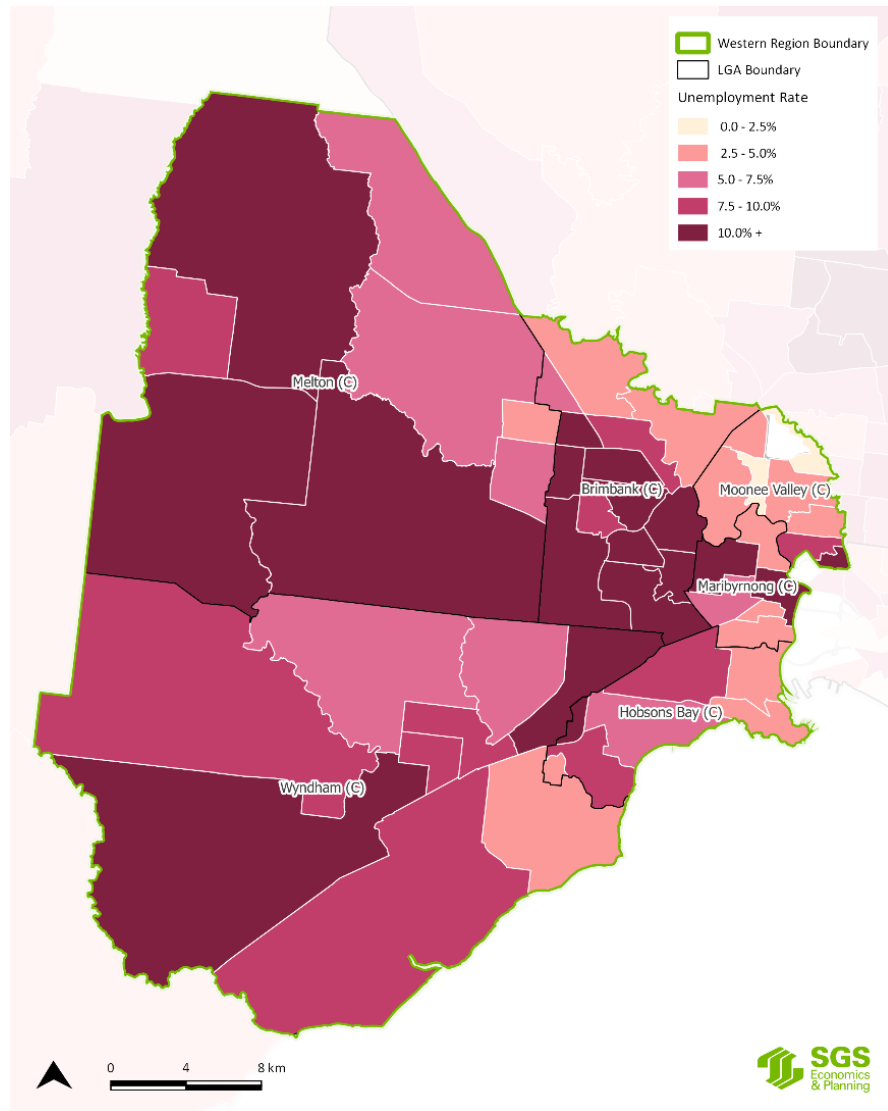 Western Region Boundary
LGA Boundary
Unemployment Rate
0.0 - 2.5%
2.5 - 5.0%
5.0 - 7.5%
7.5 - 10.0%
10.0% +
Melton (C)
Brimbank (C)
Moonee Valley (C)
Maribyrnong (C)
Hobsons Bay (C)
Wyndham (C)
0 4 8 km
SGS
Economics
& Planning